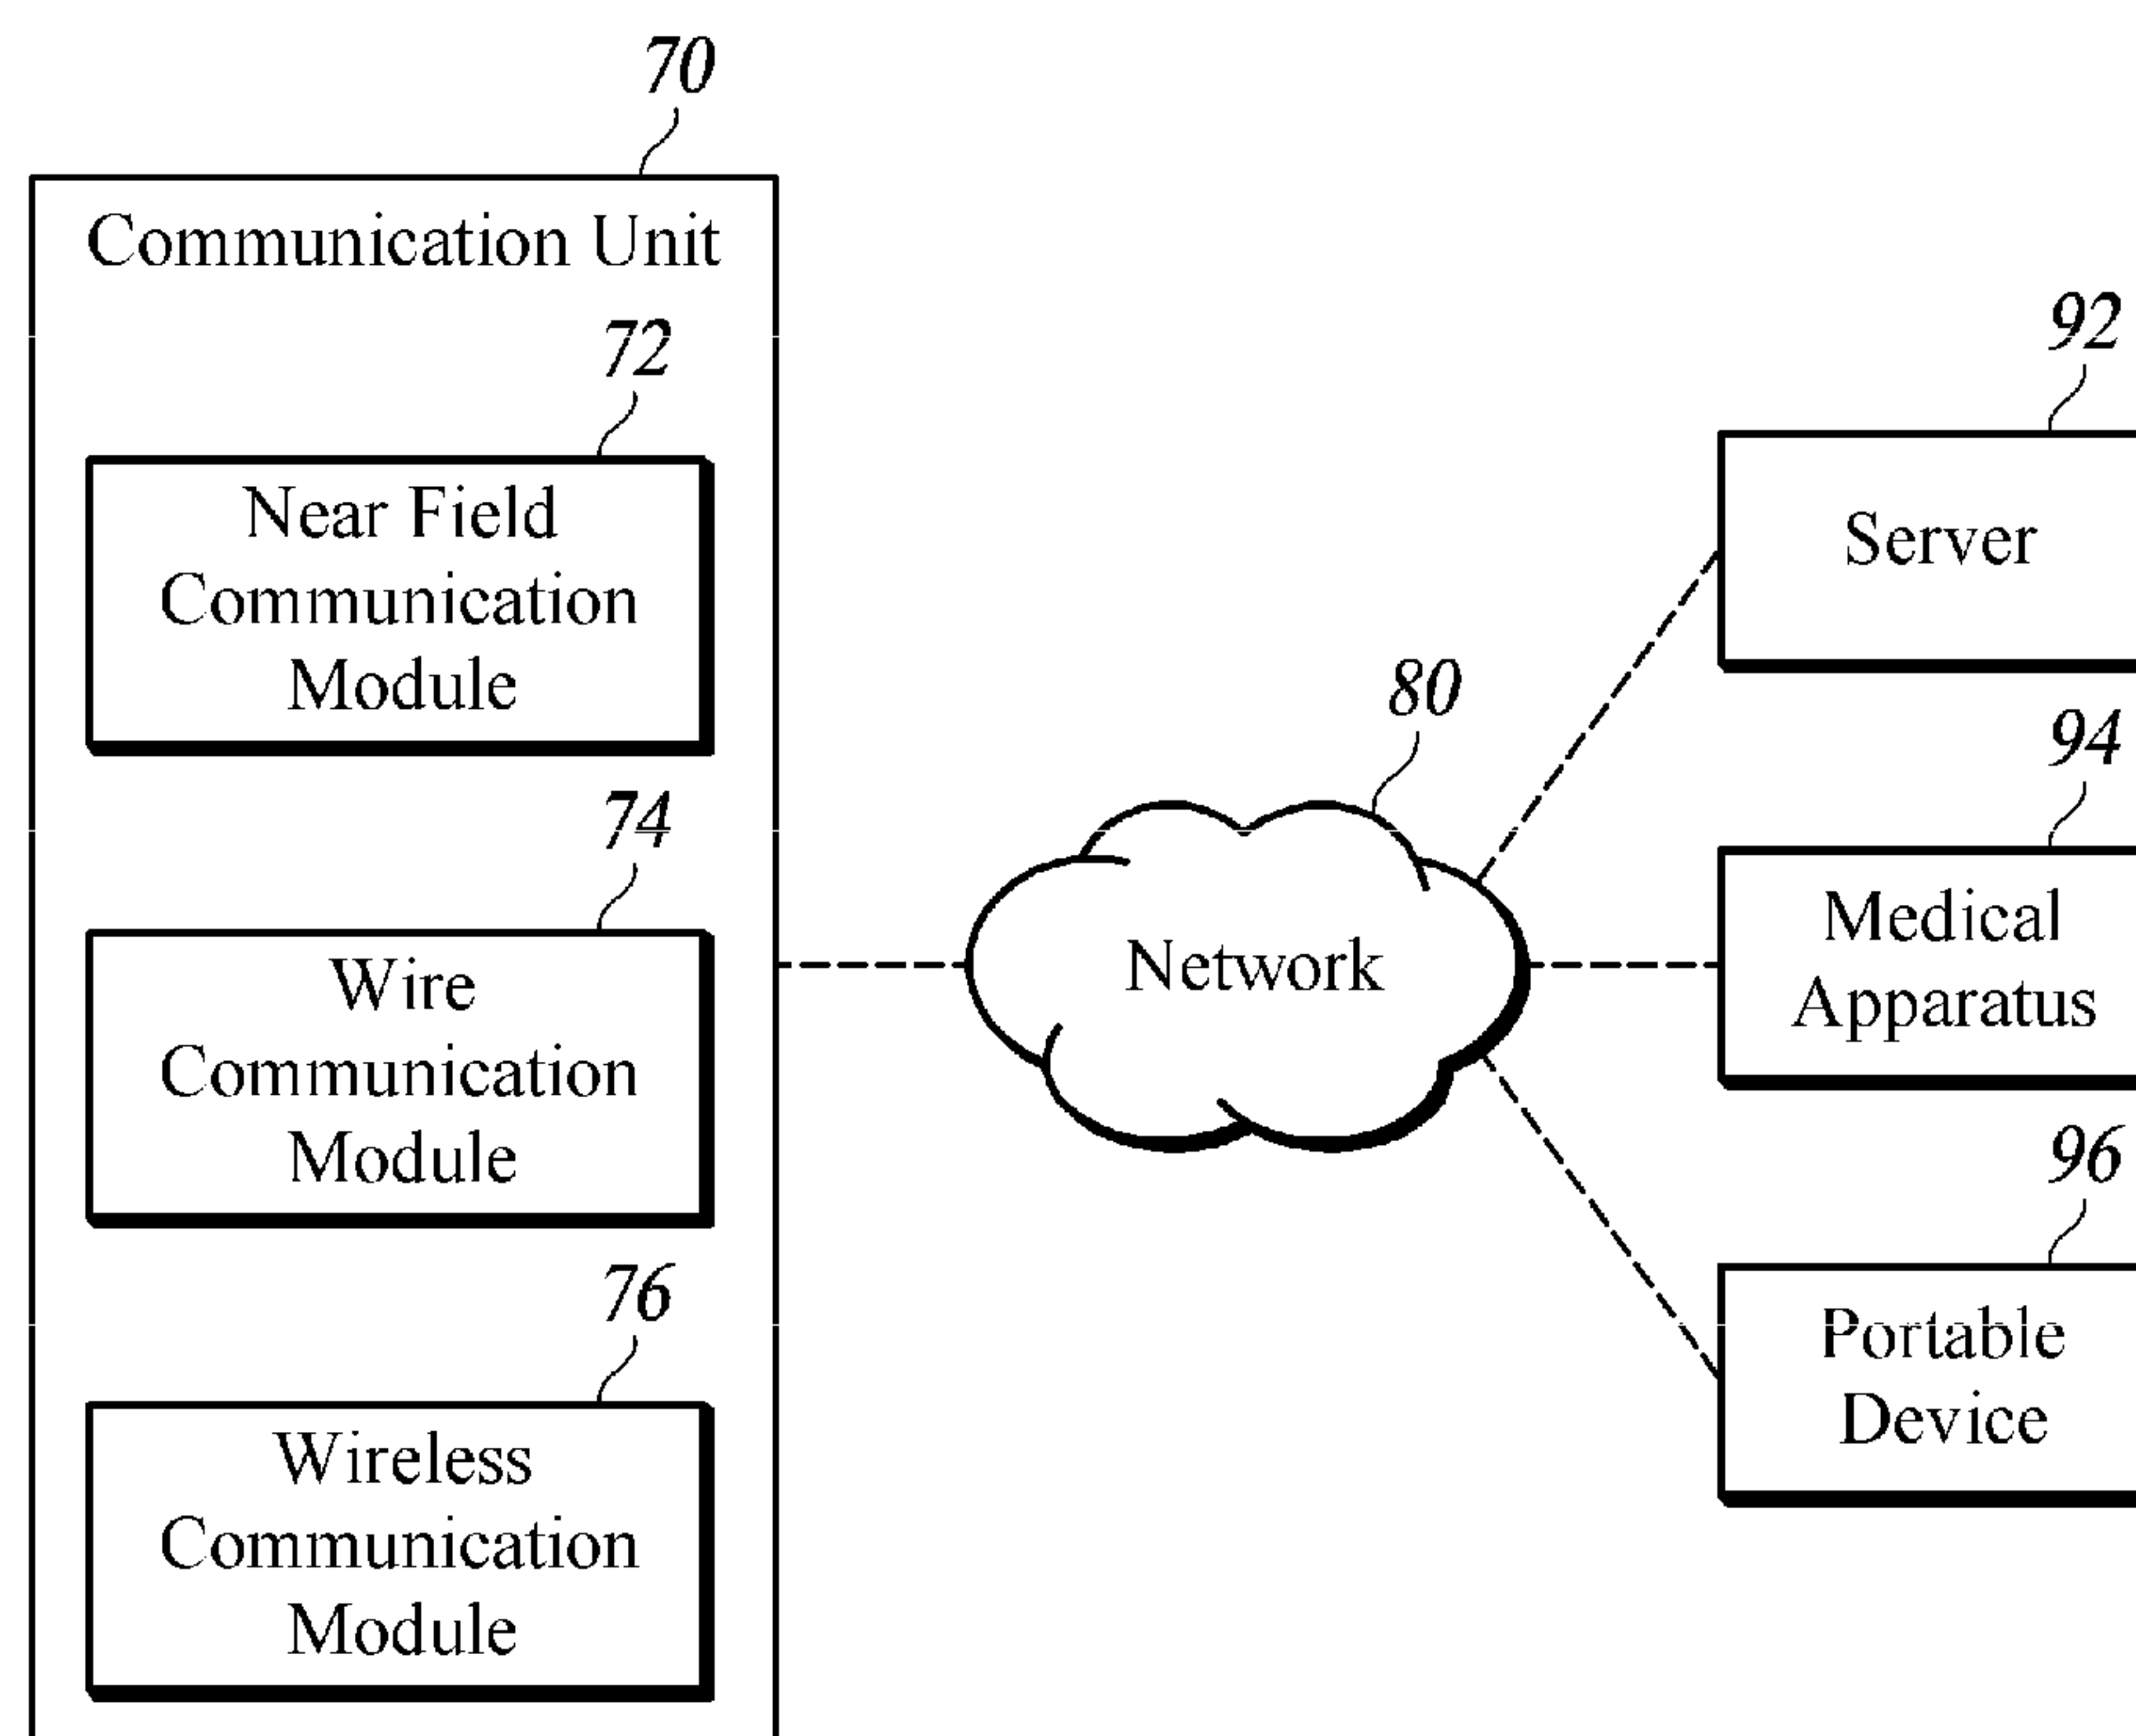 70
Communication Unit
72
Near Field
Communication
Module
74
Wire
Communication
Module
76
Wireless
Communication
Module
80
Network
92
Server
94
Medical
Apparatus
96
Portable
Device